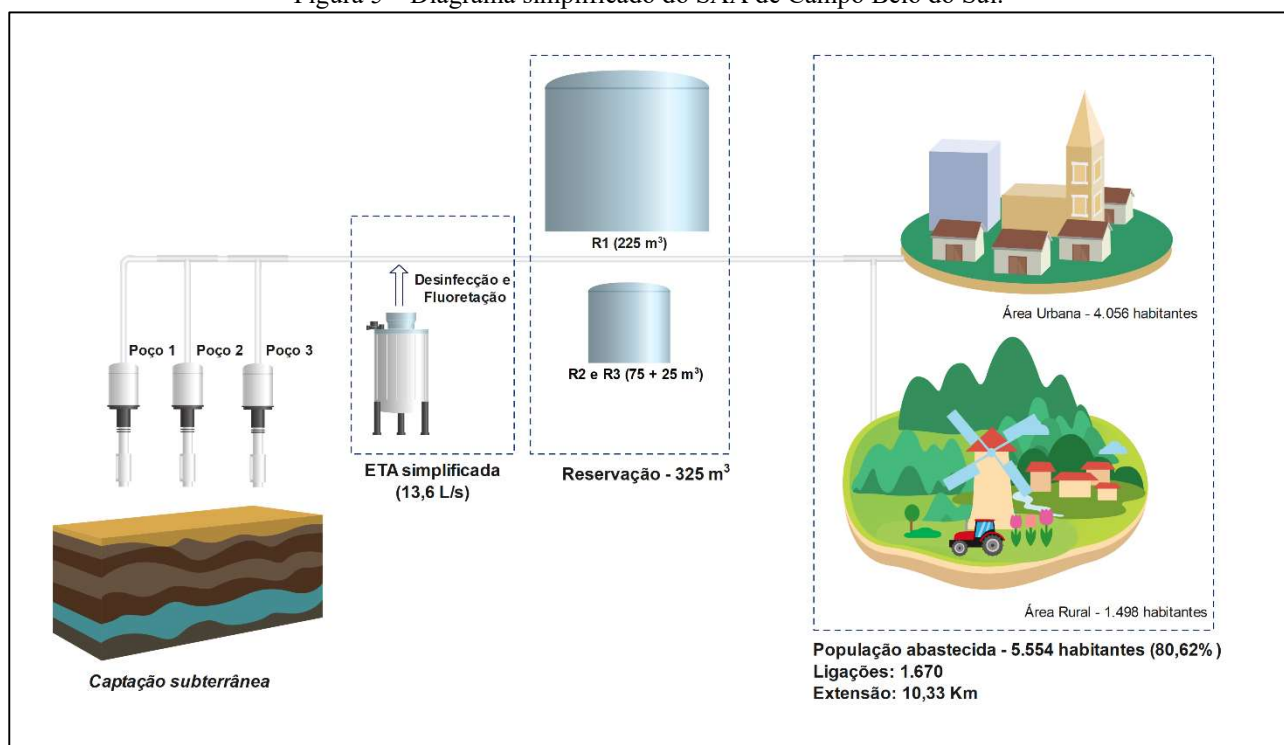 Figura 3 – Diagrama simplificado do SAA de Campo Belo do Sul.
R1 (225 m³)
Desinfecção e
Fluoretação
Área Urbana - 4.056 habitantes
Poço 1
Poço 2
Poço 3
R2 e R3 (75 + 25 m³)
ETA simplificada
(13,6 L/s)
Reservação - 325 m³
Área Rural - 1.498 habitantes
Captação subterrânea
População abastecida - 5.554 habitantes (80,62%)
Ligações: 1.670
Extensão: 10,33 Km